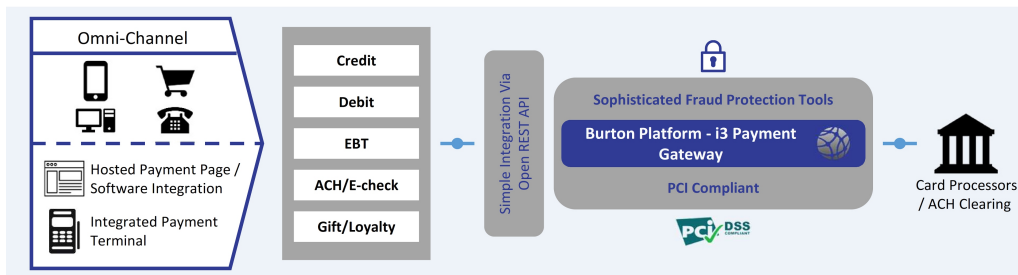 Omni-Channel
Hosted Payment Page /
Software Integration
Integrated Payment
Terminal
Credit
Debit
EBT
ACH/E-check
Gift/Loyalty
Simple Integration Via
Open REST API
Sophisticated Fraud Protection Tools
Burton Platform - i3 Payment
Gateway
PCI Compliant
PCI DSS
COMPLIANT
Card Processors
/ ACH Clearing